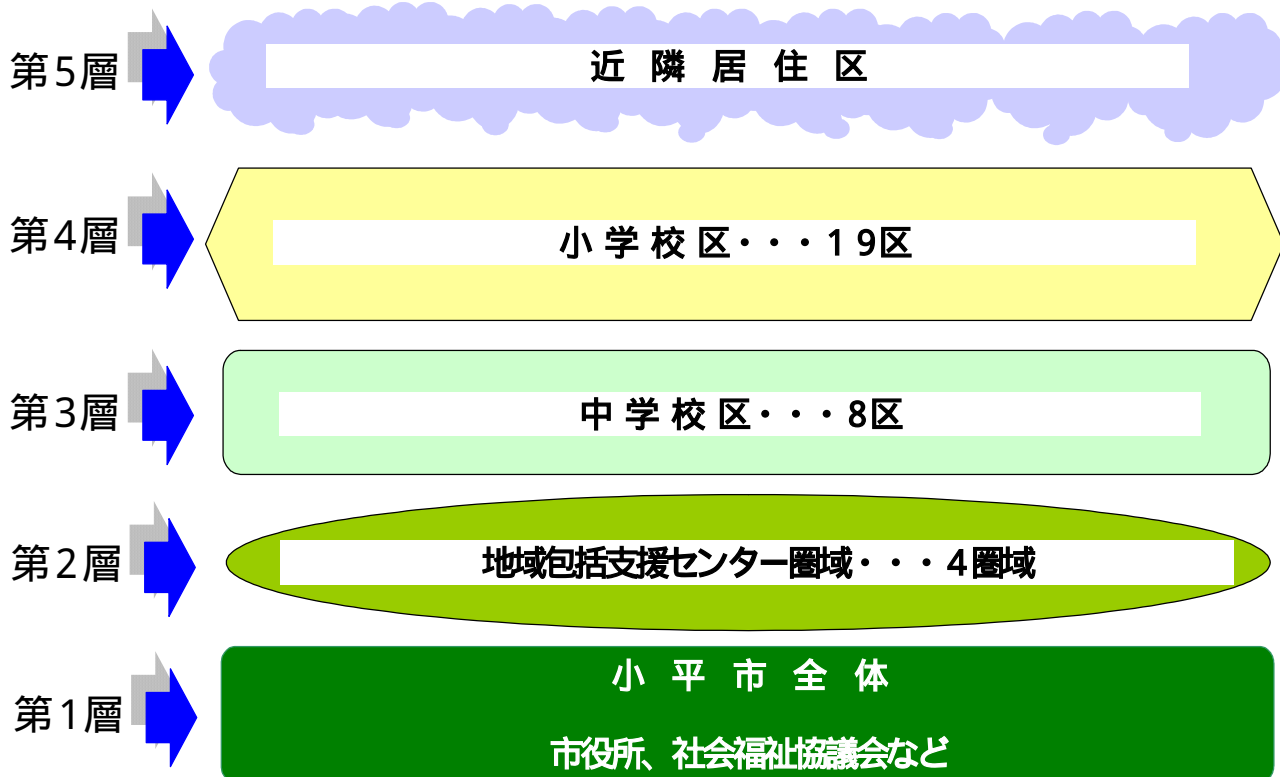 第5層
近隣居住区
第4層
小学校区・・・19区
第3層
中学校区・・・8区
第2層
地域包括支援センター圏域・・・4圏域
第1層
小平市全体
市役所、社会福祉協議会など